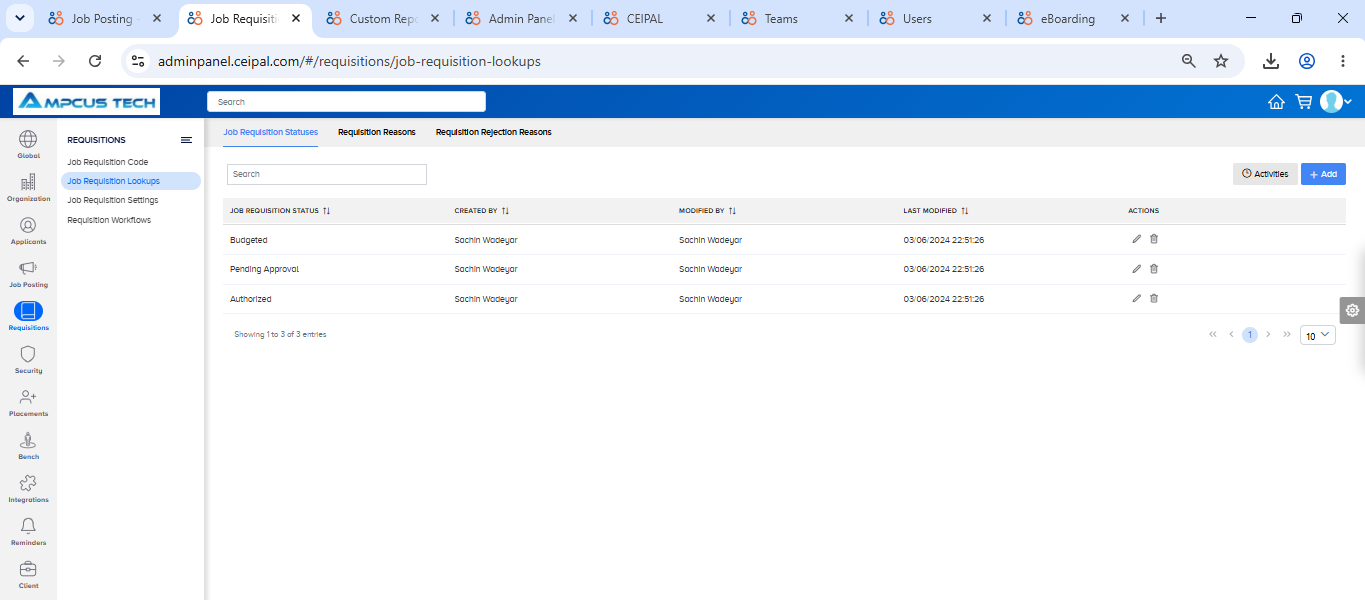 Job Posting
Job Requisiti
Custom Repo
Admin Panel
CEIPAL
Teams
Users
eBoarding
adminpanel.ceipal.com/#/requisitions/job-requisition-lookups
AMPCUS TECH
Search
Global
Organization
Applicants
Job Posting
Requisitions
Security
Placements
Bench
Integrations
Reminders
Client
REQUISITIONS
Job Requisition Code
Job Requisition Lookups
Job Requisition Settings
Requisition Workflows
Job Requisition Statuses Requisition Reasons Requisition Rejection Reasons
Search
Activities
+ Add
JOB REQUISITION STATUS CREATED BY MODIFIED BY LAST MODIFIED ACTIONS
Budgeted Sachin Wadeyar Sachin Wadeyar 03/06/2024 22:51:26
Pending Approval Sachin Wadeyar Sachin Wadeyar 03/06/2024 22:51:26
Authorized Sachin Wadeyar Sachin Wadeyar 03/06/2024 22:51:26
Showing 1 to 3 of 3 entries
« ‹ 1 › » 10